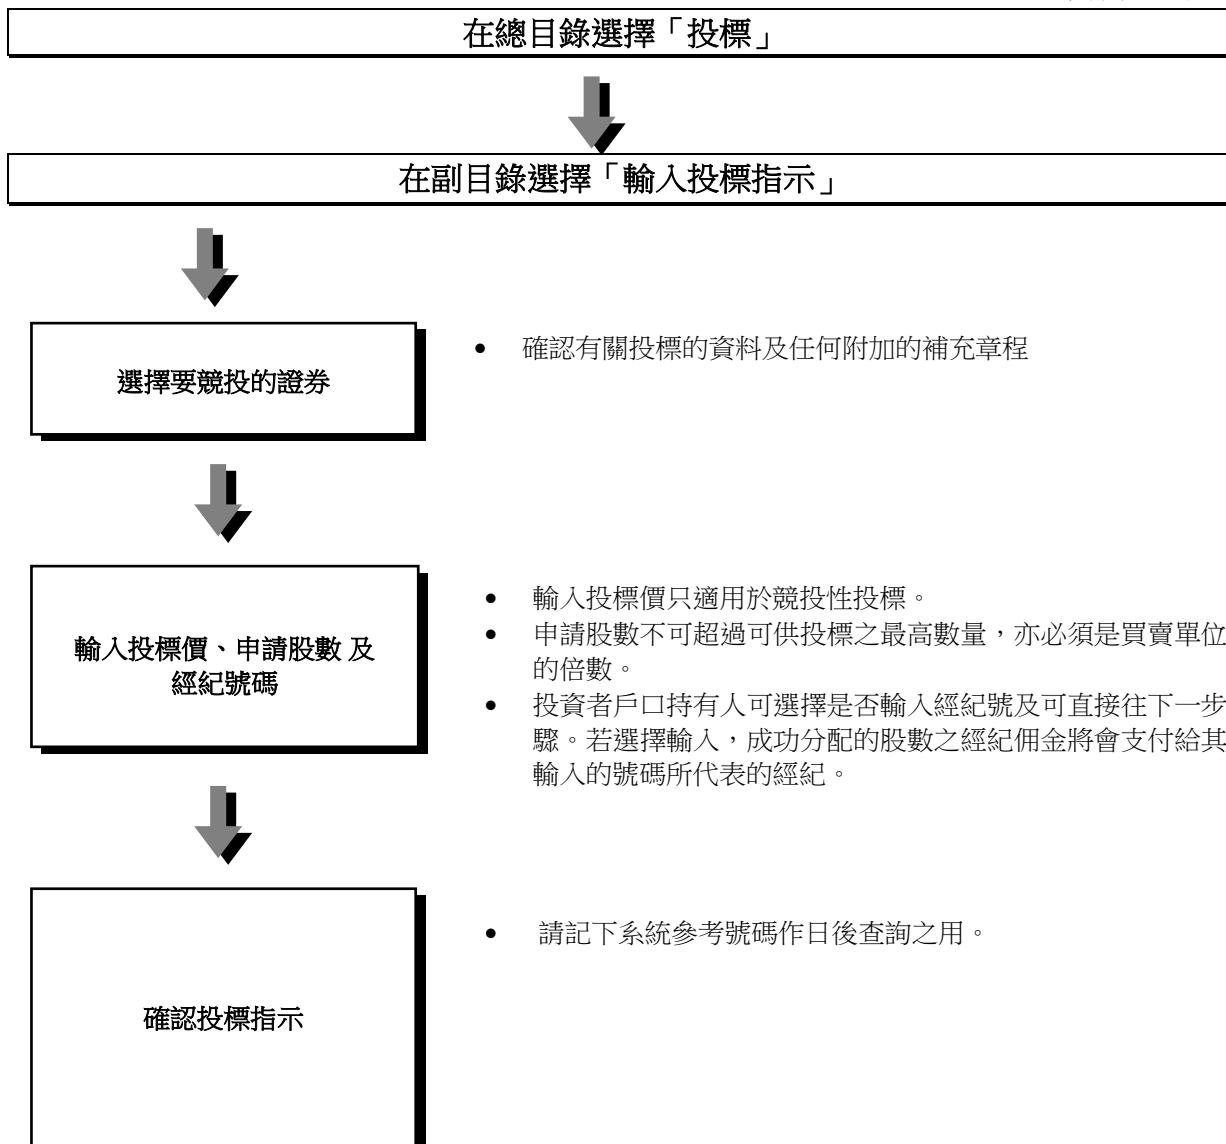 在總目錄選擇「投標」
在副目錄選擇「輸入投標指示」
選擇要競投的證券
• 確認有關投標的資料及任何附加的補充章程
輸入投標價、申請股數 及
經紀號碼
• 輸入投標價只適用於競投性投標。
• 申請股數不可超過可供投標之最高數量，亦必須是買賣單位
的倍數。
• 投資者戶口持有人可選擇是否輸入經紀號及可直接往下一步
驟。若選擇輸入，成功分配的股數之經紀佣金將會支付給其
輸入的號碼所代表的經紀。
確認投標指示
• 請記下系統參考號碼作日後查詢之用。